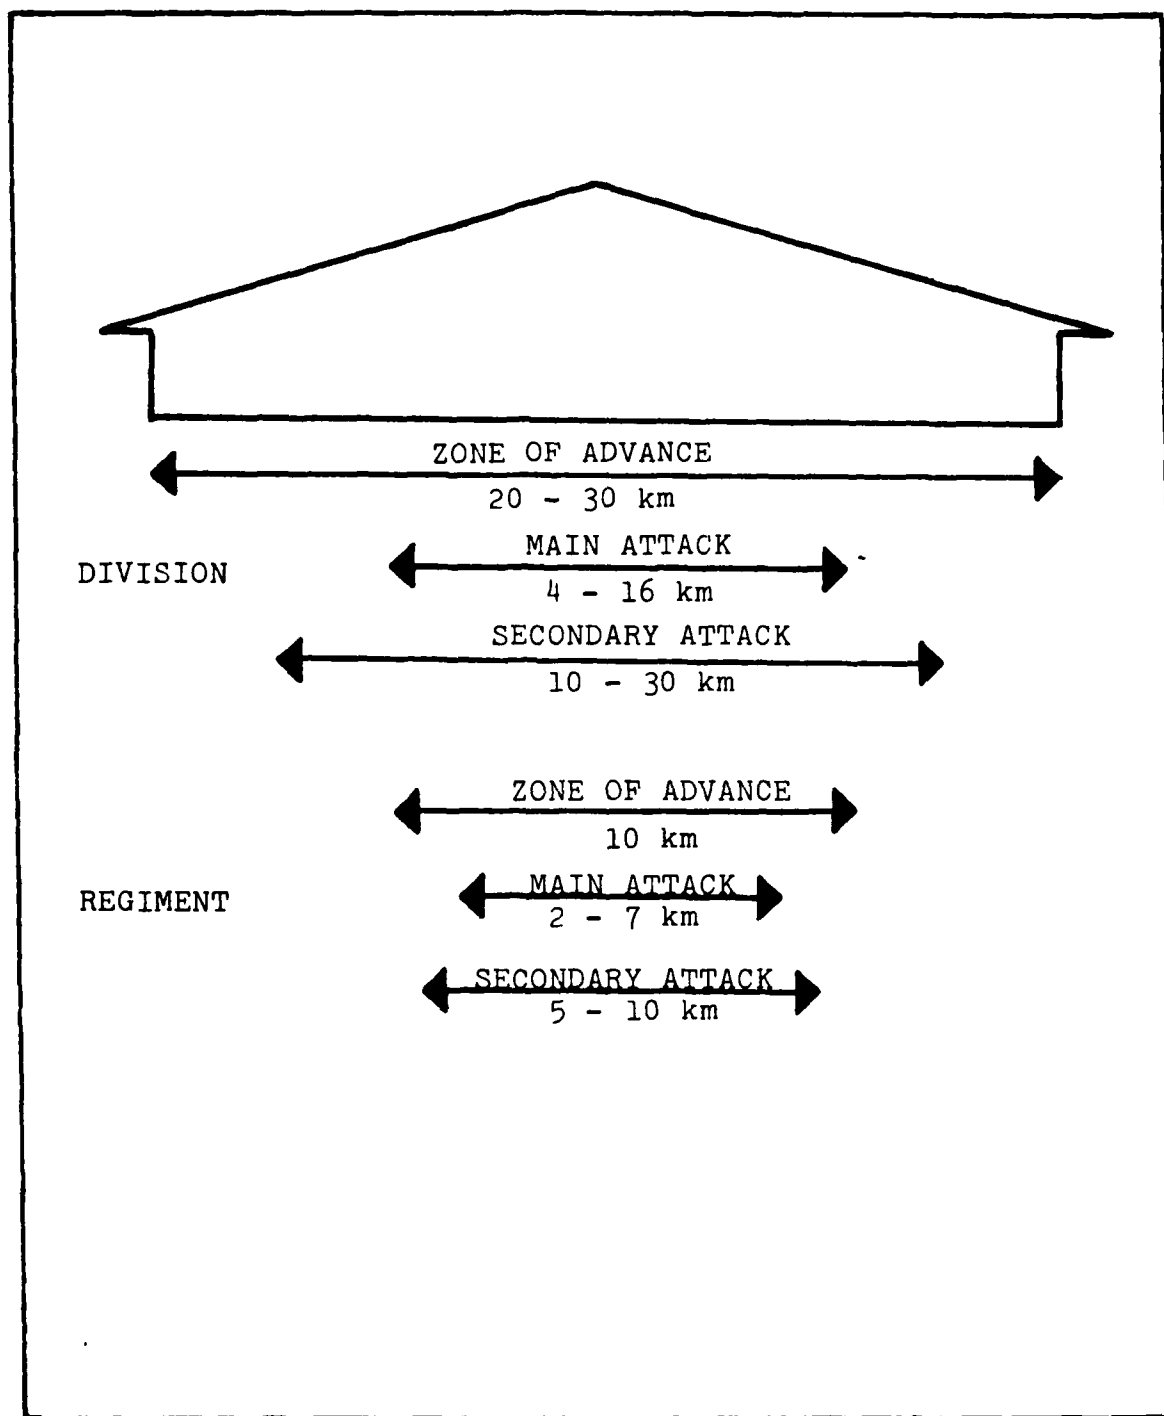 ZONE OF ADVANCE
20 - 30 km
MAIN ATTACK
DIVISION
4 - 16 km
SECONDARY ATTACK
10 - 30 km
ZONE OF ADVANCE
10 km
MAIN ATTACK
REGIMENT
2 - 7 km
SECONDARY ATTACK
5 - 10 km